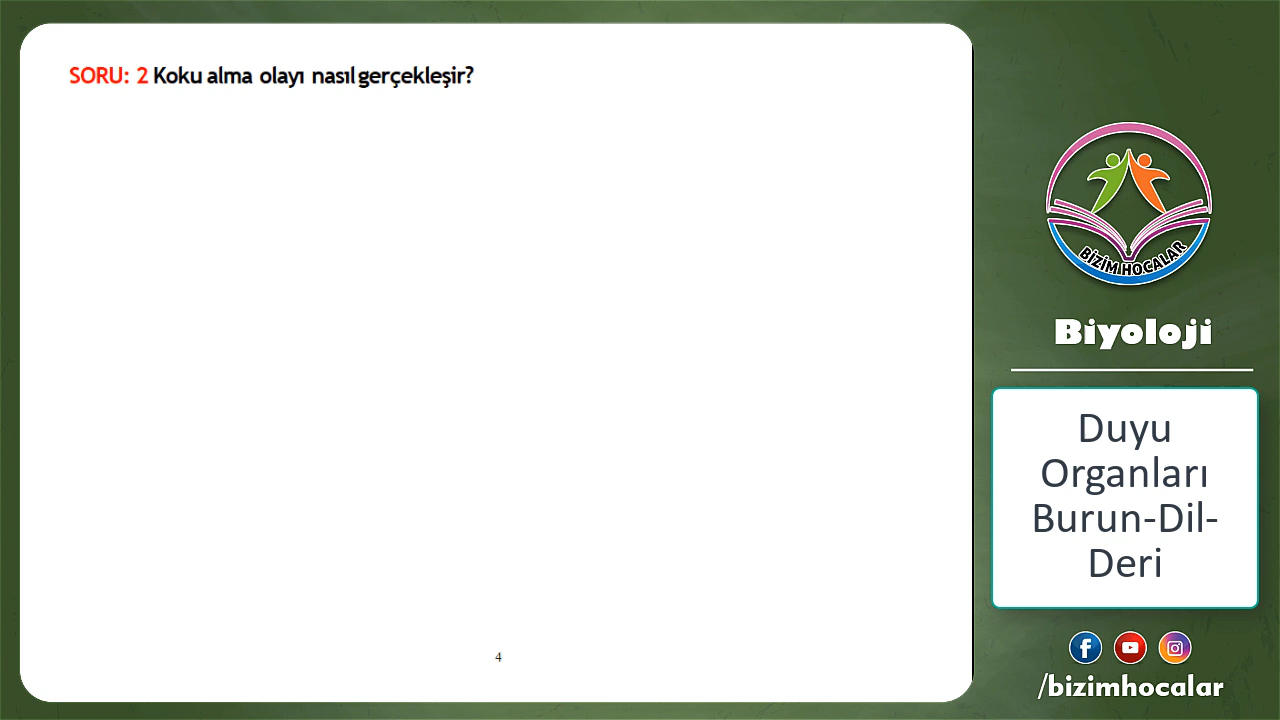 SORU: 2 Koku alma olayı nasıl gerçekleşir?
4
BİZİM HOCALAR
Biyoloji
Duyu
Organları
Burun-Dil-
Deri
/bizimhocalar